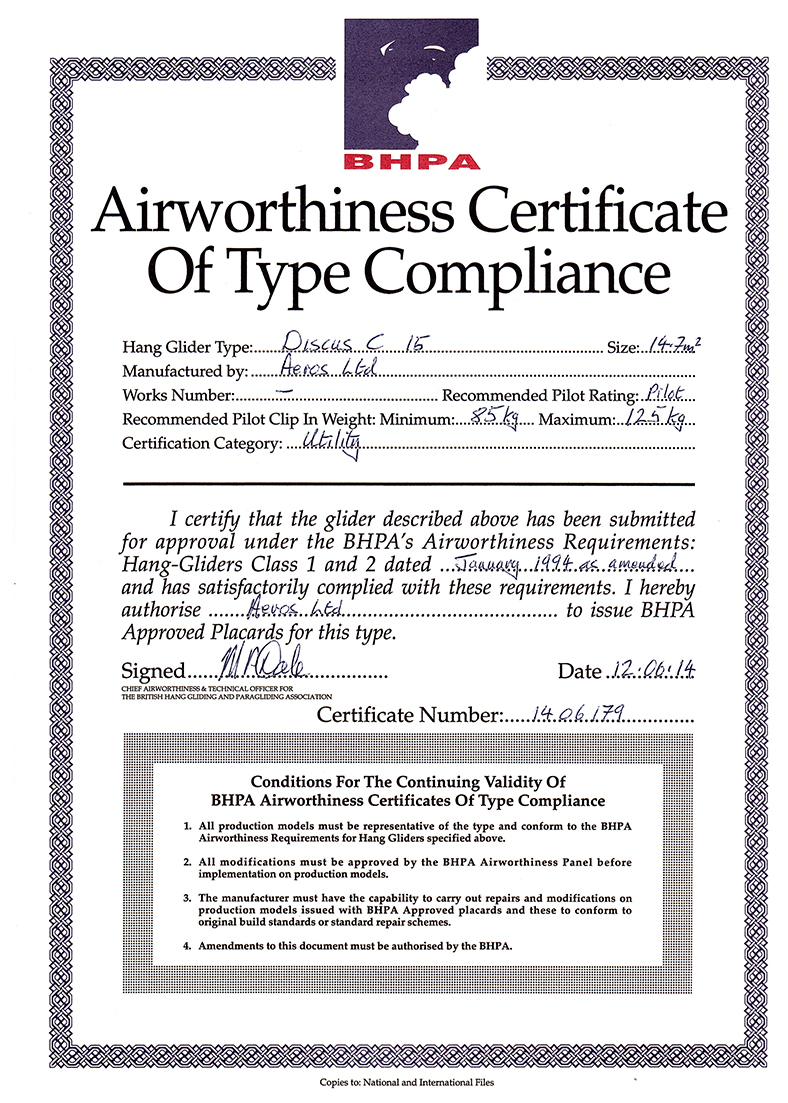 BHPA
Airworthiness Certificate
Of Type Compliance
Hang Glider Type:......Discus C 15...... Size:..14.7m²
Manufactured by:......Aeros Ltd......
Works Number:......—...... Recommended Pilot Rating:.Pilot...
Recommended Pilot Clip In Weight: Minimum:....85kg.... Maximum:..125kg...
Certification Category: ....Utility......
I certify that the glider described above has been submitted
for approval under the BHPA's Airworthiness Requirements:
Hang-Gliders Class 1 and 2 dated ...January 1994 as amended...
and has satisfactorily complied with these requirements. I hereby
authorise ........Aeros Ltd........ to issue BHPA
Approved Placards for this type.
Signed...... Date ..12.06.14
CHIEF AIRWORTHINESS & TECHNICAL OFFICER FOR
THE BRITISH HANG GLIDING AND PARAGLIDING ASSOCIATION
Certificate Number:.....14.06.179......
Conditions For The Continuing Validity Of
BHPA Airworthiness Certificates Of Type Compliance
1. All production models must be representative of the type and conform to the BHPA
Airworthiness Requirements for Hang Gliders specified above.
2. All modifications must be approved by the BHPA Airworthiness Panel before
implementation on production models.
3. The manufacturer must have the capability to carry out repairs and modifications on
production models issued with BHPA Approved placards and these to conform to
original build standards or standard repair schemes.
4. Amendments to this document must be authorised by the BHPA.
Copies to: National and International Files